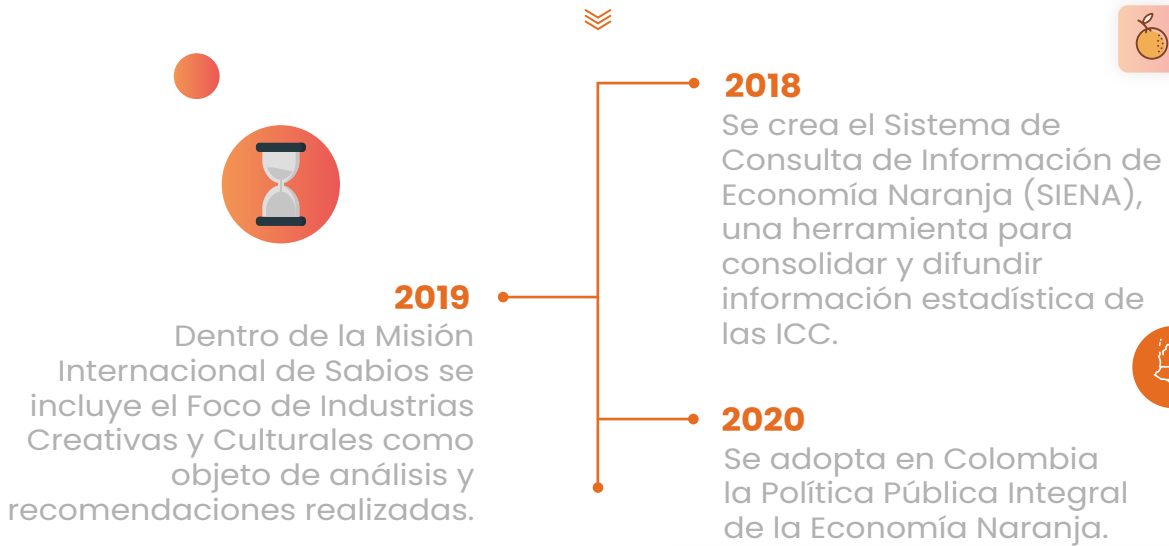 2018
Se crea el Sistema de
Consulta de Información de
Economía Naranja (SIENA),
una herramienta para
consolidar y difundir
información estadística de
las ICC.
2019
Dentro de la Misión
Internacional de Sabios se
incluye el Foco de Industrias
Creativas y Culturales como
objeto de análisis y
recomendaciones realizadas.
2020
Se adopta en Colombia
la Política Pública Integral
de la Economía Naranja.